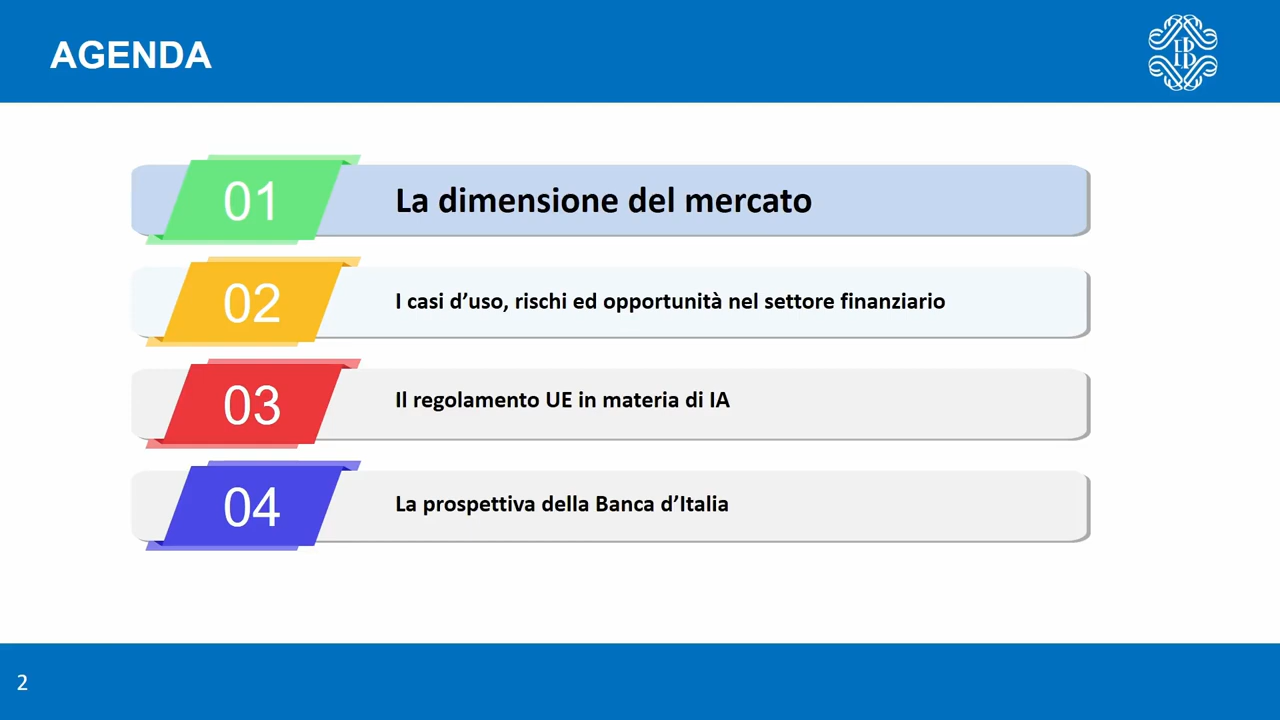 AGENDA
01
La dimensione del mercato
02
I casi d’uso, rischi ed opportunità nel settore finanziario
03
Il regolamento UE in materia di IA
04
La prospettiva della Banca d’Italia
2